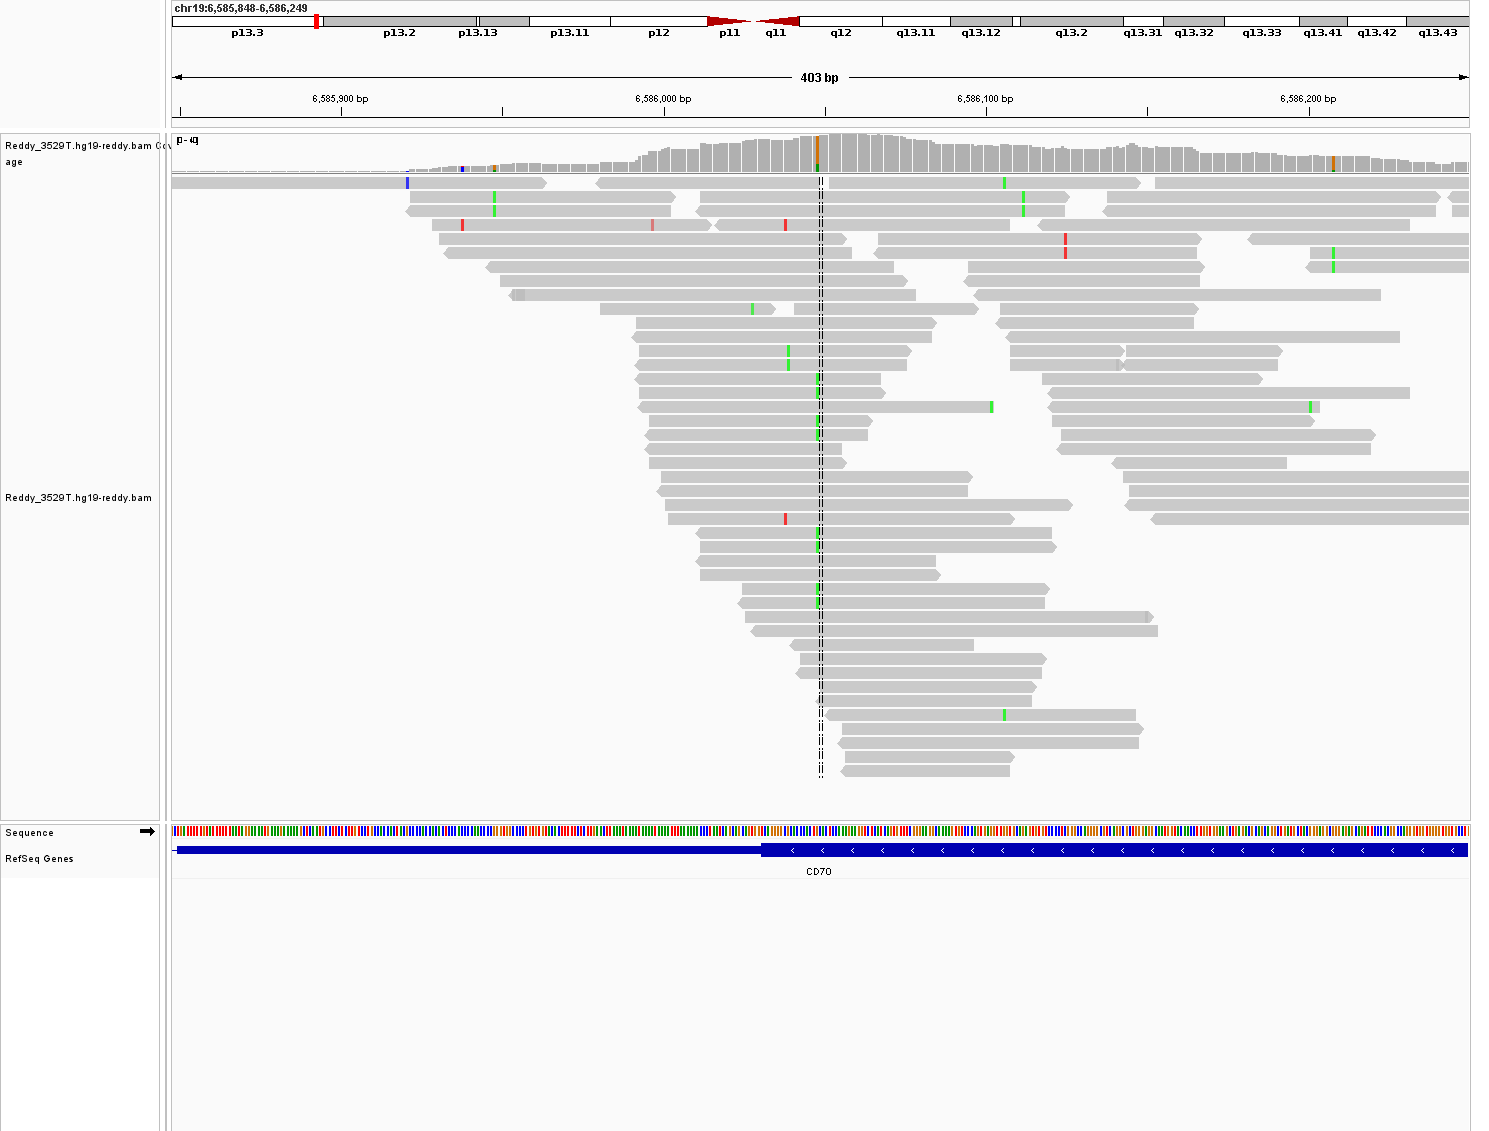 chr19:6,585,848-6,586,249
p13.3 p13.2 p13.13 p13.11 p12 p11 q11 q12 q13.11 q13.12 q13.2 q13.31 q13.32 q13.33 q13.41 q13.42 q13.43
403 bp
6,585,900 bp 6,586,000 bp 6,586,100 bp 6,586,200 bp
Reddy_3529T.hg19-reddy.bam Cov
age
Reddy_3529T.hg19-reddy.bam
Sequence
RefSeq Genes
CD70